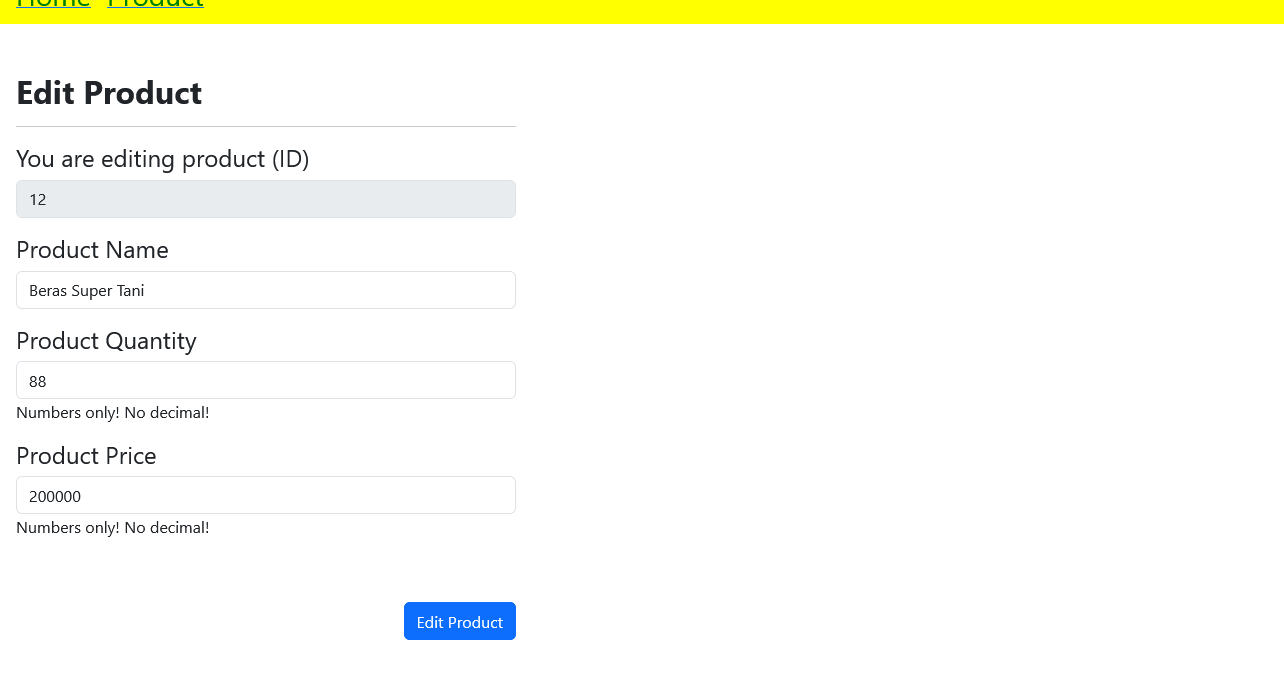 Home Product
Edit Product
You are editing product (ID)
12
Product Name
Beras Super Tani
Product Quantity
88
Numbers only! No decimal!
Product Price
200000
Numbers only! No decimal!
Edit Product